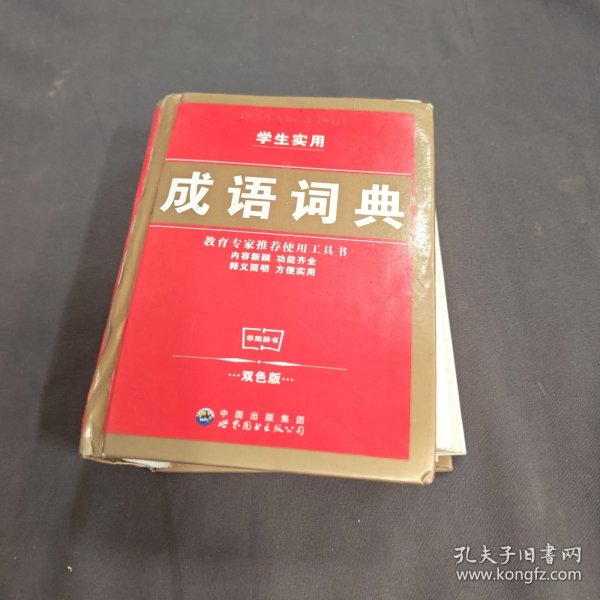 学生实用
成语词典
教育专家推荐使用工具书
内容新颖 功能齐全
释义简明 方便实用
华阳辞书
···双色版···
中国出版集团
世界图书出版公司
孔夫子旧书网
www.kongfz.com